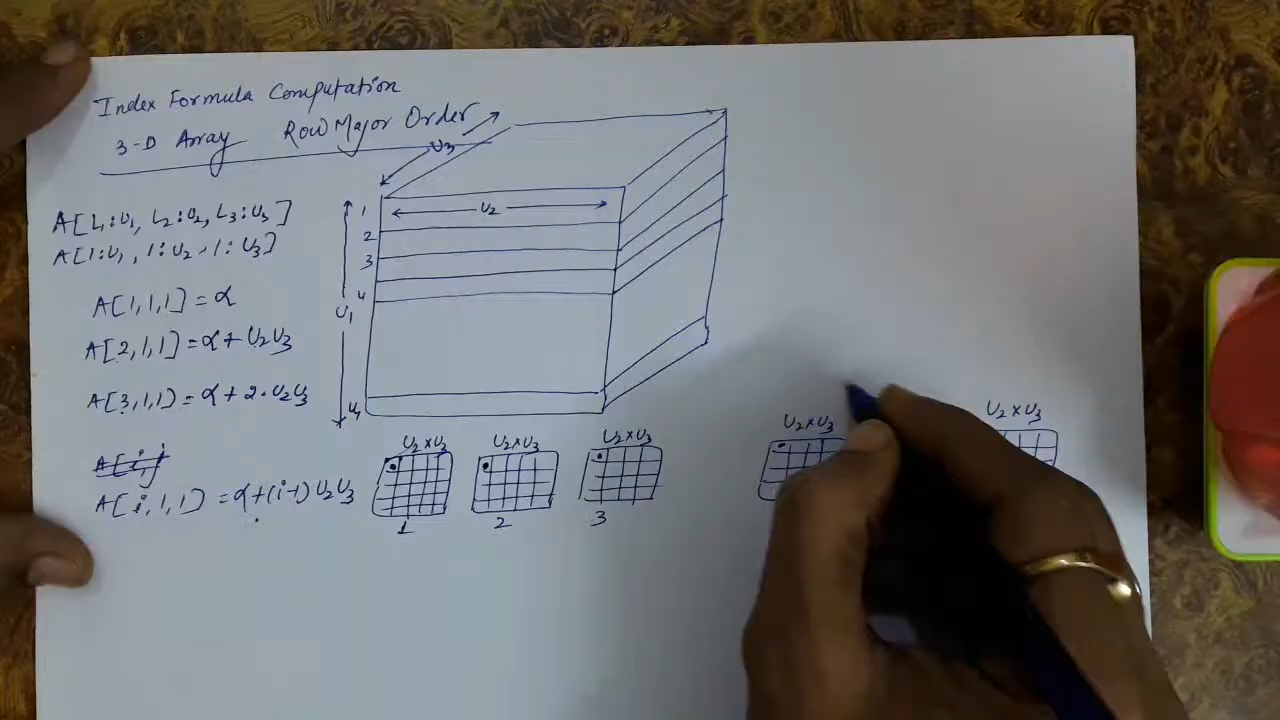 Index Formula Computation
3-D Array Row Major Order
A[L1:U1, L2:U2, L3:U3]
A[1:U1, 1:U2, 1:U3]
A[1,1,1] = α
A[2,1,1] = α + U2U3
A[3,1,1) = α + 2.U2U3
A[i,j
A[i,1,1) = α+(i-1) U2U3
U3
U2
U1
1
2
3
4
U1
U2×U3
U2×U3
U2×U3
U2×U3
U2×U3
1
2
3